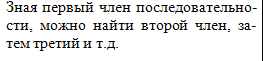 Зная первый член последовательно-
сти, можно найти второй член, за-
тем третий и т.д.